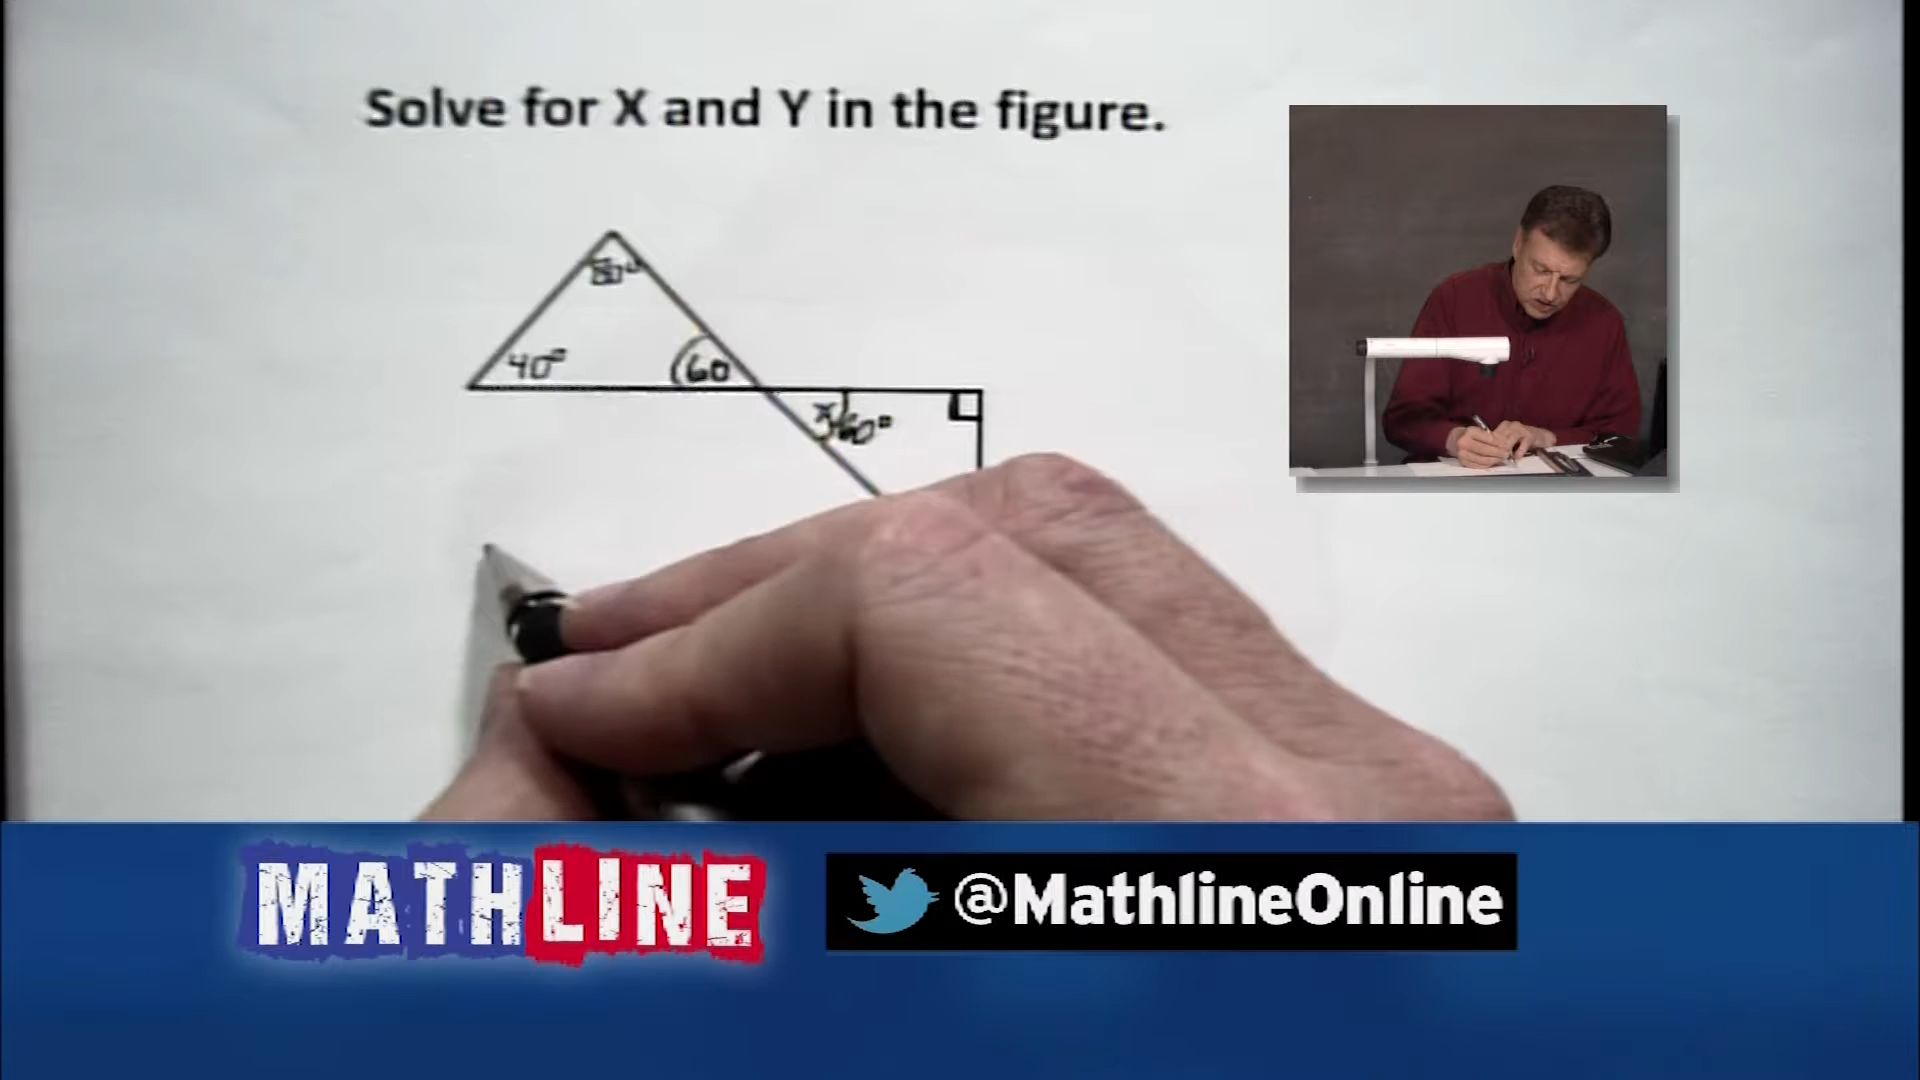 Solve for X and Y in the figure.
80°
40°
(60
x 60°
MATHLINE
@MathlineOnline